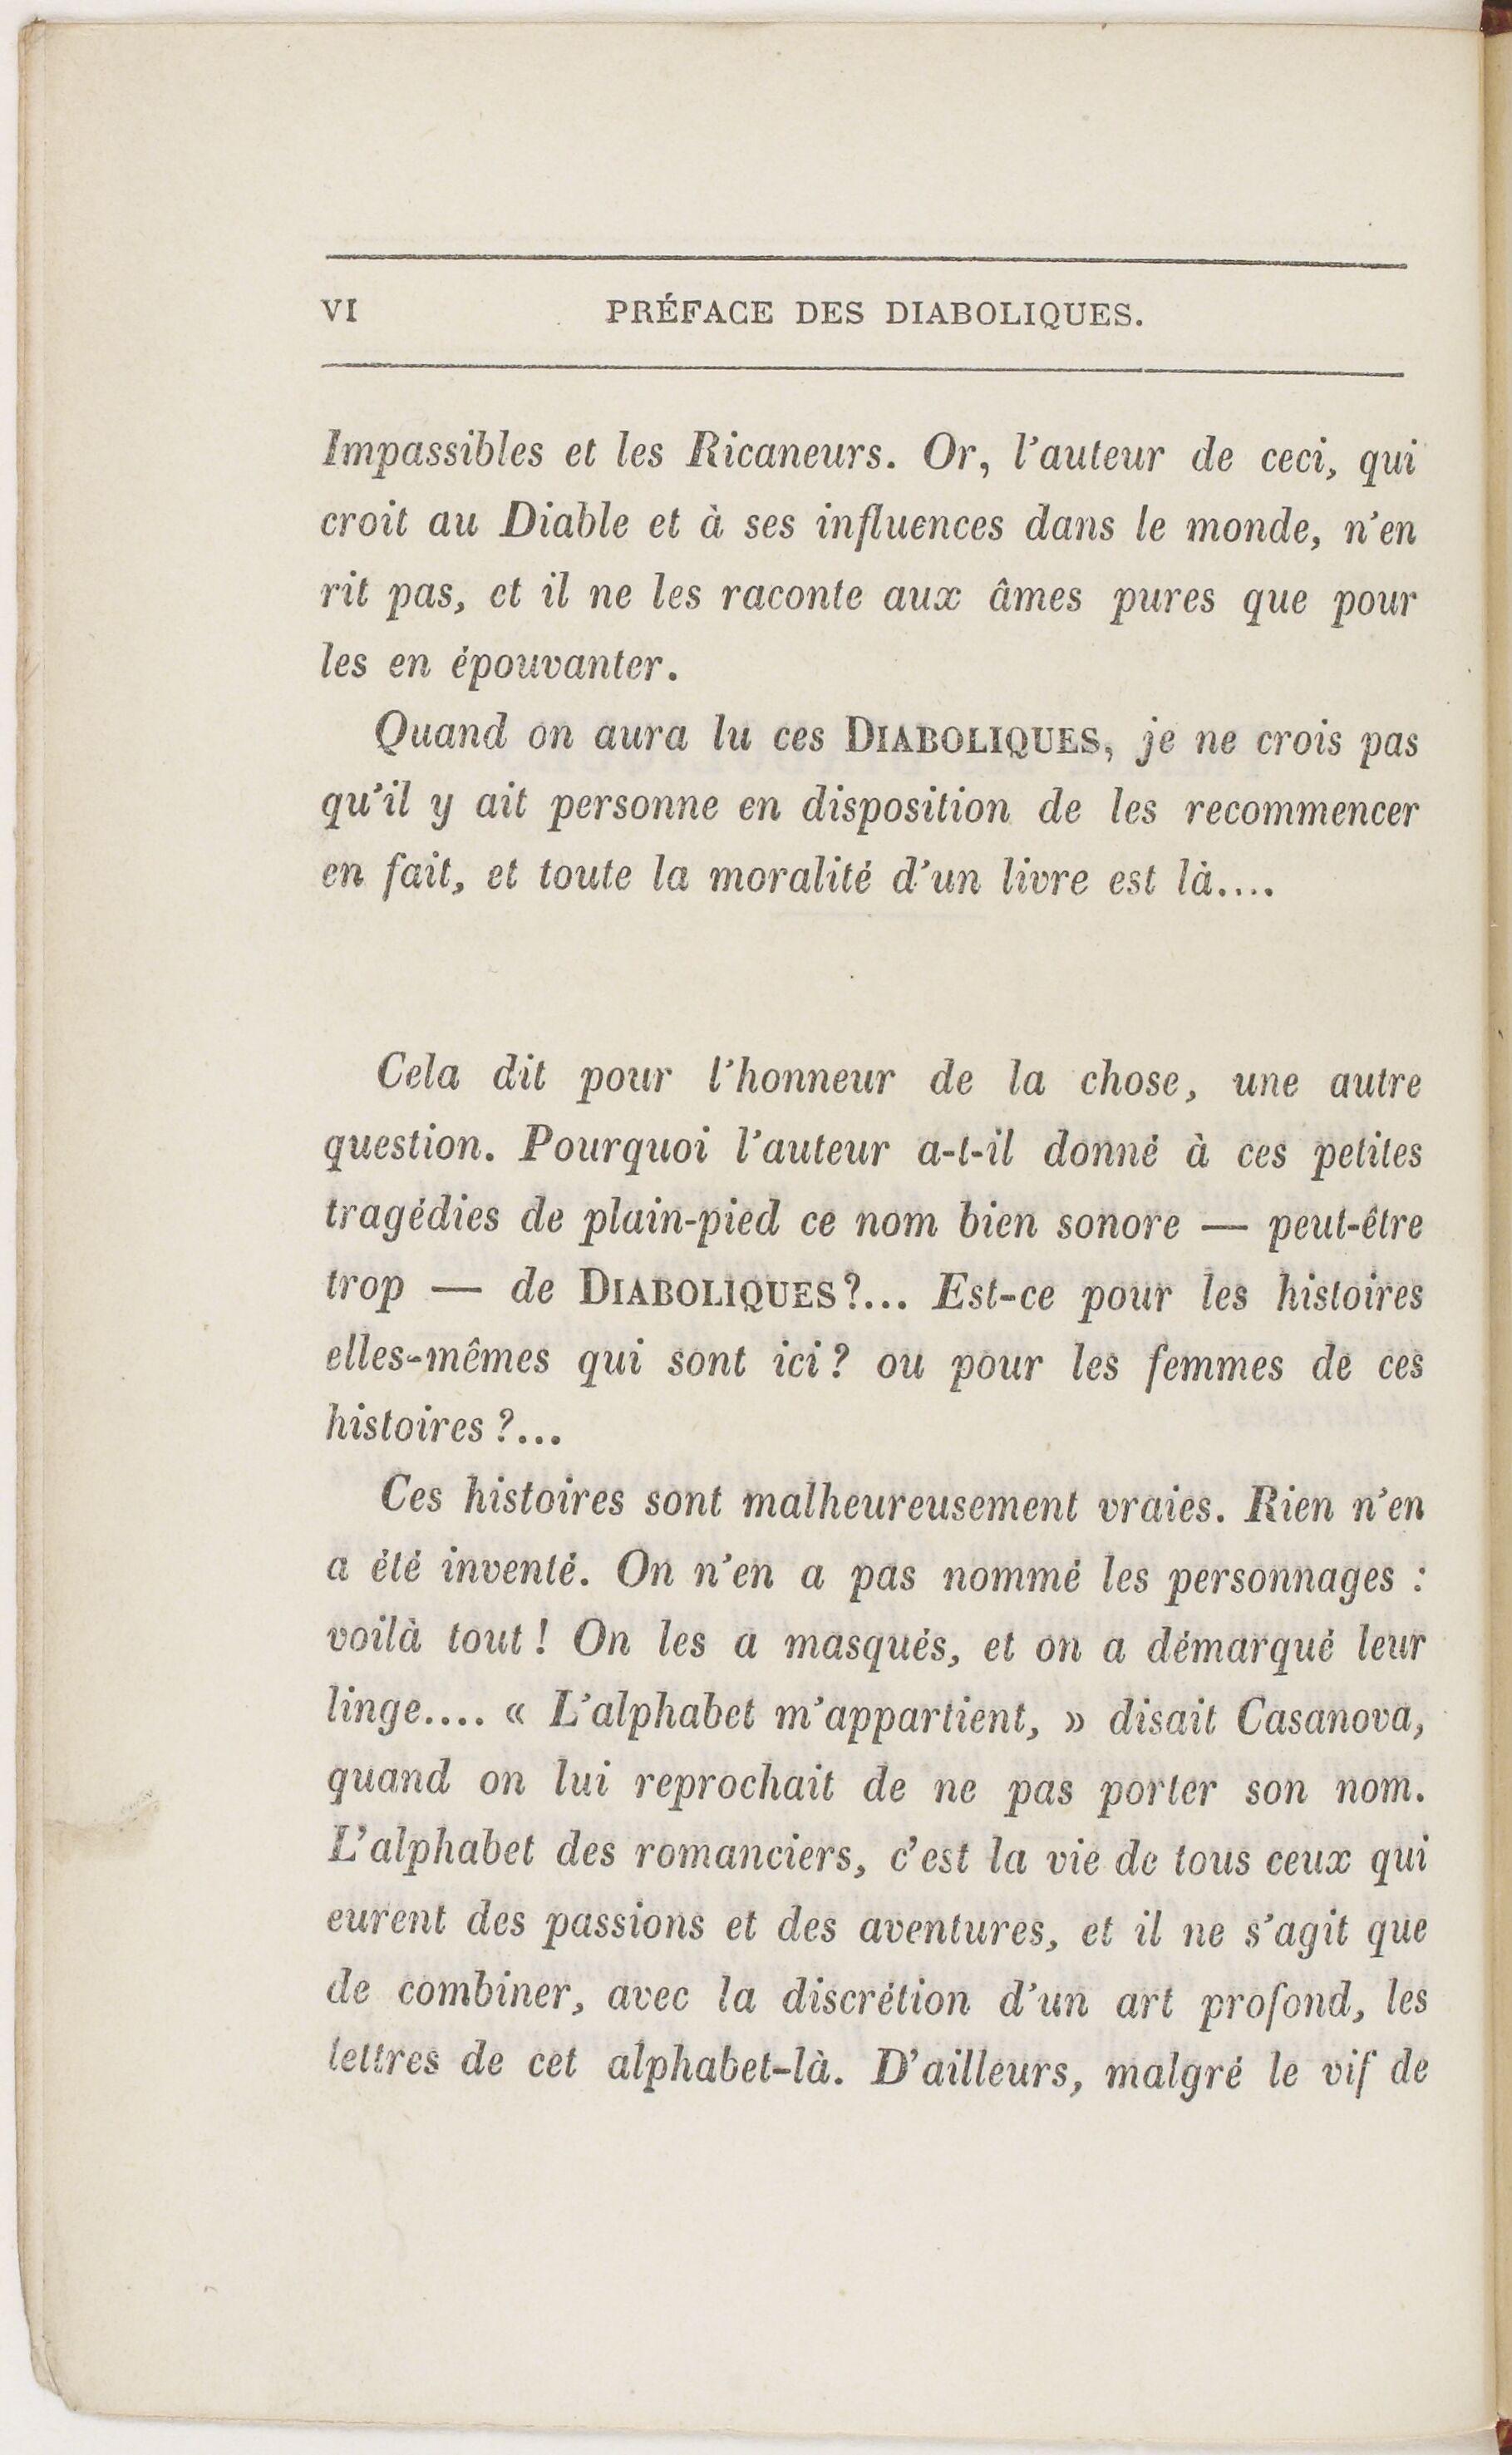 VI PRÉFACE DES DIABOLIQUES.
Impassibles et les Ricaneurs. Or, l'auteur de ceci, qui
croit au Diable et à ses influences dans le monde, n'en
rit pas, et il ne les raconte aux âmes pures que pour
les en épouvanter.
Quand on aura lu ces DIABOLIQUES, je ne crois pas
qu'il y ait personne en disposition de les recommencer
en fait, et toute la moralité d'un livre est là....
Cela dit pour l'honneur de la chose, une autre
question. Pourquoi l'auteur a-t-il donné à ces petites
tragédies de plain-pied ce nom bien sonore — peut-être
trop — de DIABOLIQUES?... Est-ce pour les histoires
elles-mêmes qui sont ici? ou pour les femmes de ces
histoires?...
Ces histoires sont malheureusement vraies. Rien n'en
a été inventé. On n'en a pas nommé les personnages :
voilà tout! On les a masqués, et on a démarqué leur
linge.... « L'alphabet m'appartient, » disait Casanova,
quand on lui reprochait de ne pas porter son nom.
L'alphabet des romanciers, c'est la vie de tous ceux qui
eurent des passions et des aventures, et il ne s'agit que
de combiner, avec la discrétion d'un art profond, les
lettres de cet alphabet-là. D'ailleurs, malgré le vif de